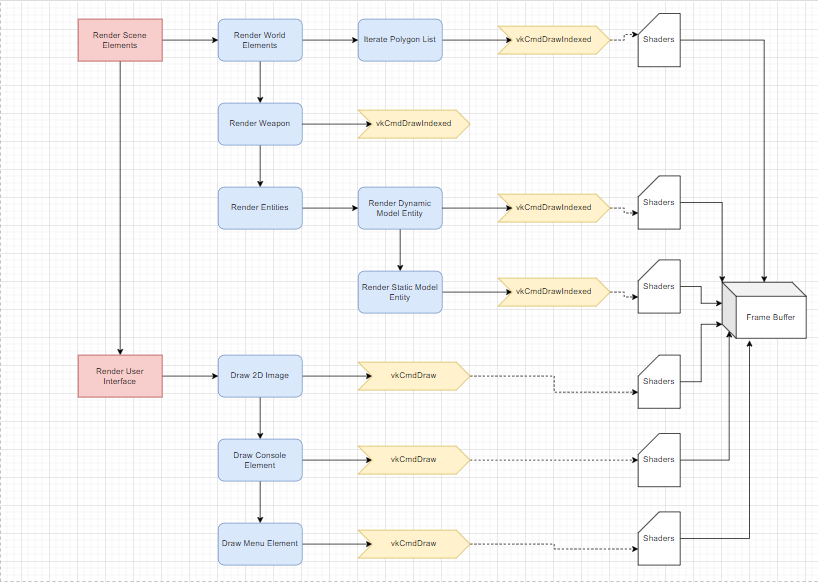 Render Scene
Elements
Render World
Elements
Iterate Polygon List
vkCmdDrawIndexed
Shaders
Render Weapon
vkCmdDrawIndexed
Render Entities
Render Dynamic
Model Entity
vkCmdDrawIndexed
Shaders
Render Static Model
Entity
vkCmdDrawIndexed
Shaders
Frame Buffer
Render User
Interface
Draw 2D Image
vkCmdDraw
Shaders
Draw Console
Element
vkCmdDraw
Shaders
Draw Menu Element
vkCmdDraw
Shaders